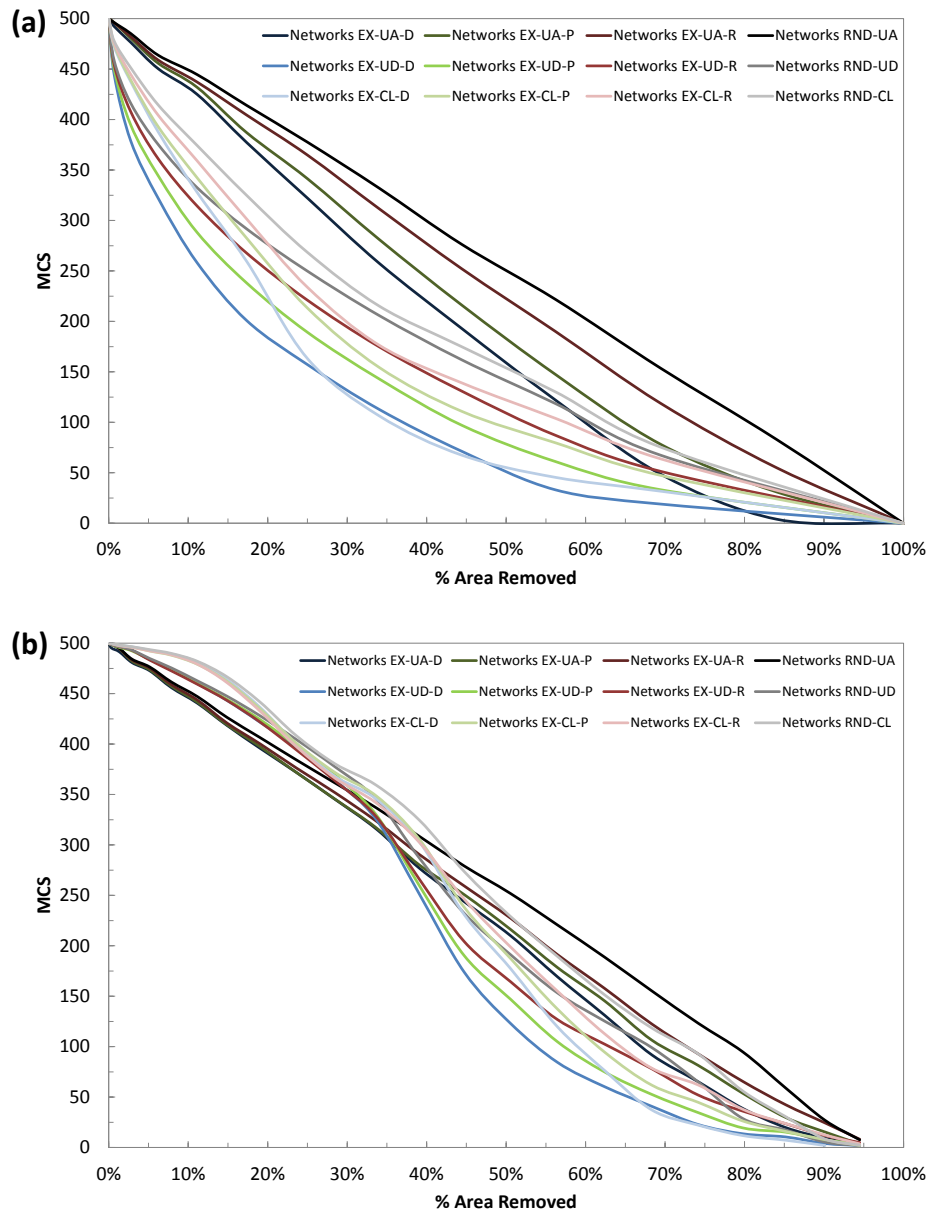 (a)
500
450
400
350
300
250
200
150
100
50
0
MCS
Networks EX-UA-D Networks EX-UA-P Networks EX-UA-R Networks RND-UA
Networks EX-UD-D Networks EX-UD-P Networks EX-UD-R Networks RND-UD
Networks EX-CL-D Networks EX-CL-P Networks EX-CL-R Networks RND-CL
0% 10% 20% 30% 40% 50% 60% 70% 80% 90% 100%
% Area Removed
(b)
500
450
400
350
300
250
200
150
100
50
0
MCS
Networks EX-UA-D Networks EX-UA-P Networks EX-UA-R Networks RND-UA
Networks EX-UD-D Networks EX-UD-P Networks EX-UD-R Networks RND-UD
Networks EX-CL-D Networks EX-CL-P Networks EX-CL-R Networks RND-CL
0% 10% 20% 30% 40% 50% 60% 70% 80% 90% 100%
% Area Removed